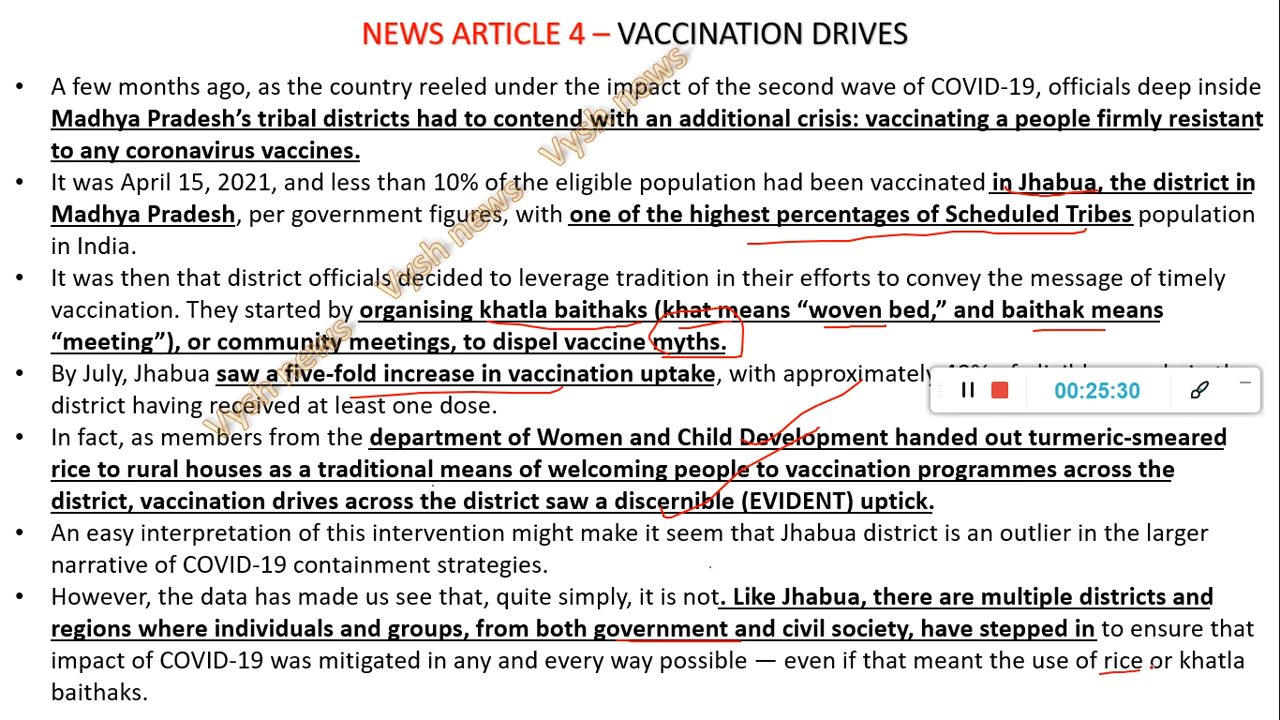 NEWS ARTICLE 4 – VACCINATION DRIVES
• A few months ago, as the country reeled under the impact of the second wave of COVID-19, officials deep inside
Madhya Pradesh’s tribal districts had to contend with an additional crisis: vaccinating a people firmly resistant
to any coronavirus vaccines.
• It was April 15, 2021, and less than 10% of the eligible population had been vaccinated in Jhabua, the district in
Madhya Pradesh, per government figures, with one of the highest percentages of Scheduled Tribes population
in India.
• It was then that district officials decided to leverage tradition in their efforts to convey the message of timely
vaccination. They started by organising khatla baithaks (khat means “woven bed,” and baithak means
“meeting”), or community meetings, to dispel vaccine myths.
• By July, Jhabua saw a five-fold increase in vaccination uptake, with approximately
district having received at least one dose.
• In fact, as members from the department of Women and Child Development handed out turmeric-smeared
rice to rural houses as a traditional means of welcoming people to vaccination programmes across the
district, vaccination drives across the district saw a discernible (EVIDENT) uptick.
• An easy interpretation of this intervention might make it seem that Jhabua district is an outlier in the larger
narrative of COVID-19 containment strategies.
• However, the data has made us see that, quite simply, it is not. Like Jhabua, there are multiple districts and
regions where individuals and groups, from both government and civil society, have stepped in to ensure that
impact of COVID-19 was mitigated in any and every way possible — even if that meant the use of rice or khatla
baithaks.
Vysh news
Vysh news
Vysh news
00:25:30